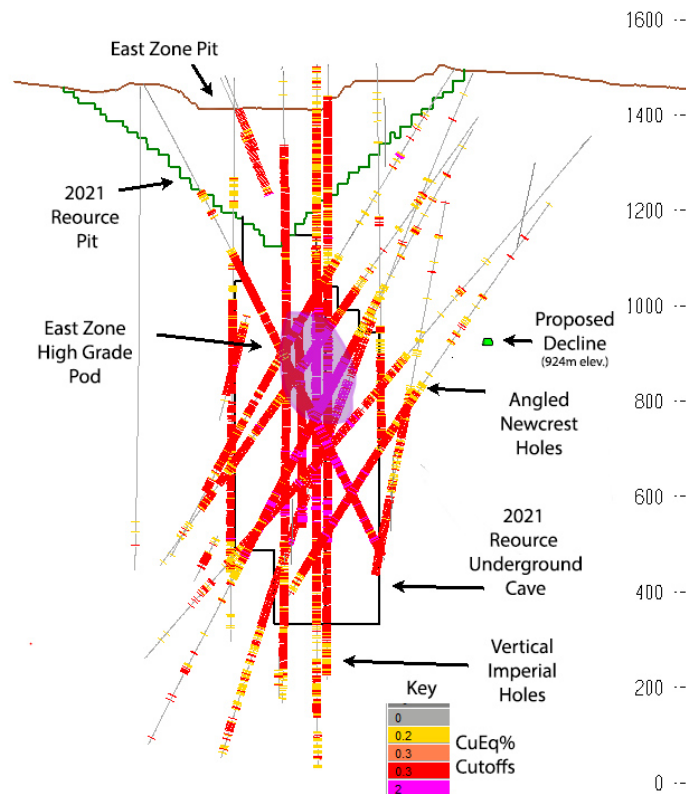 1600
East Zone Pit
1400
2021
Reource
Pit
1200
1000
East Zone
High Grade
Pod
Proposed
Decline
(924m elev.)
800
Angled
Newcrest
Holes
600
2021
Reource
Underground
Cave
400
Vertical
Imperial
Holes
200
Key
0
0.2
0.3
0.3
2
CuEq%
Cutoffs
0